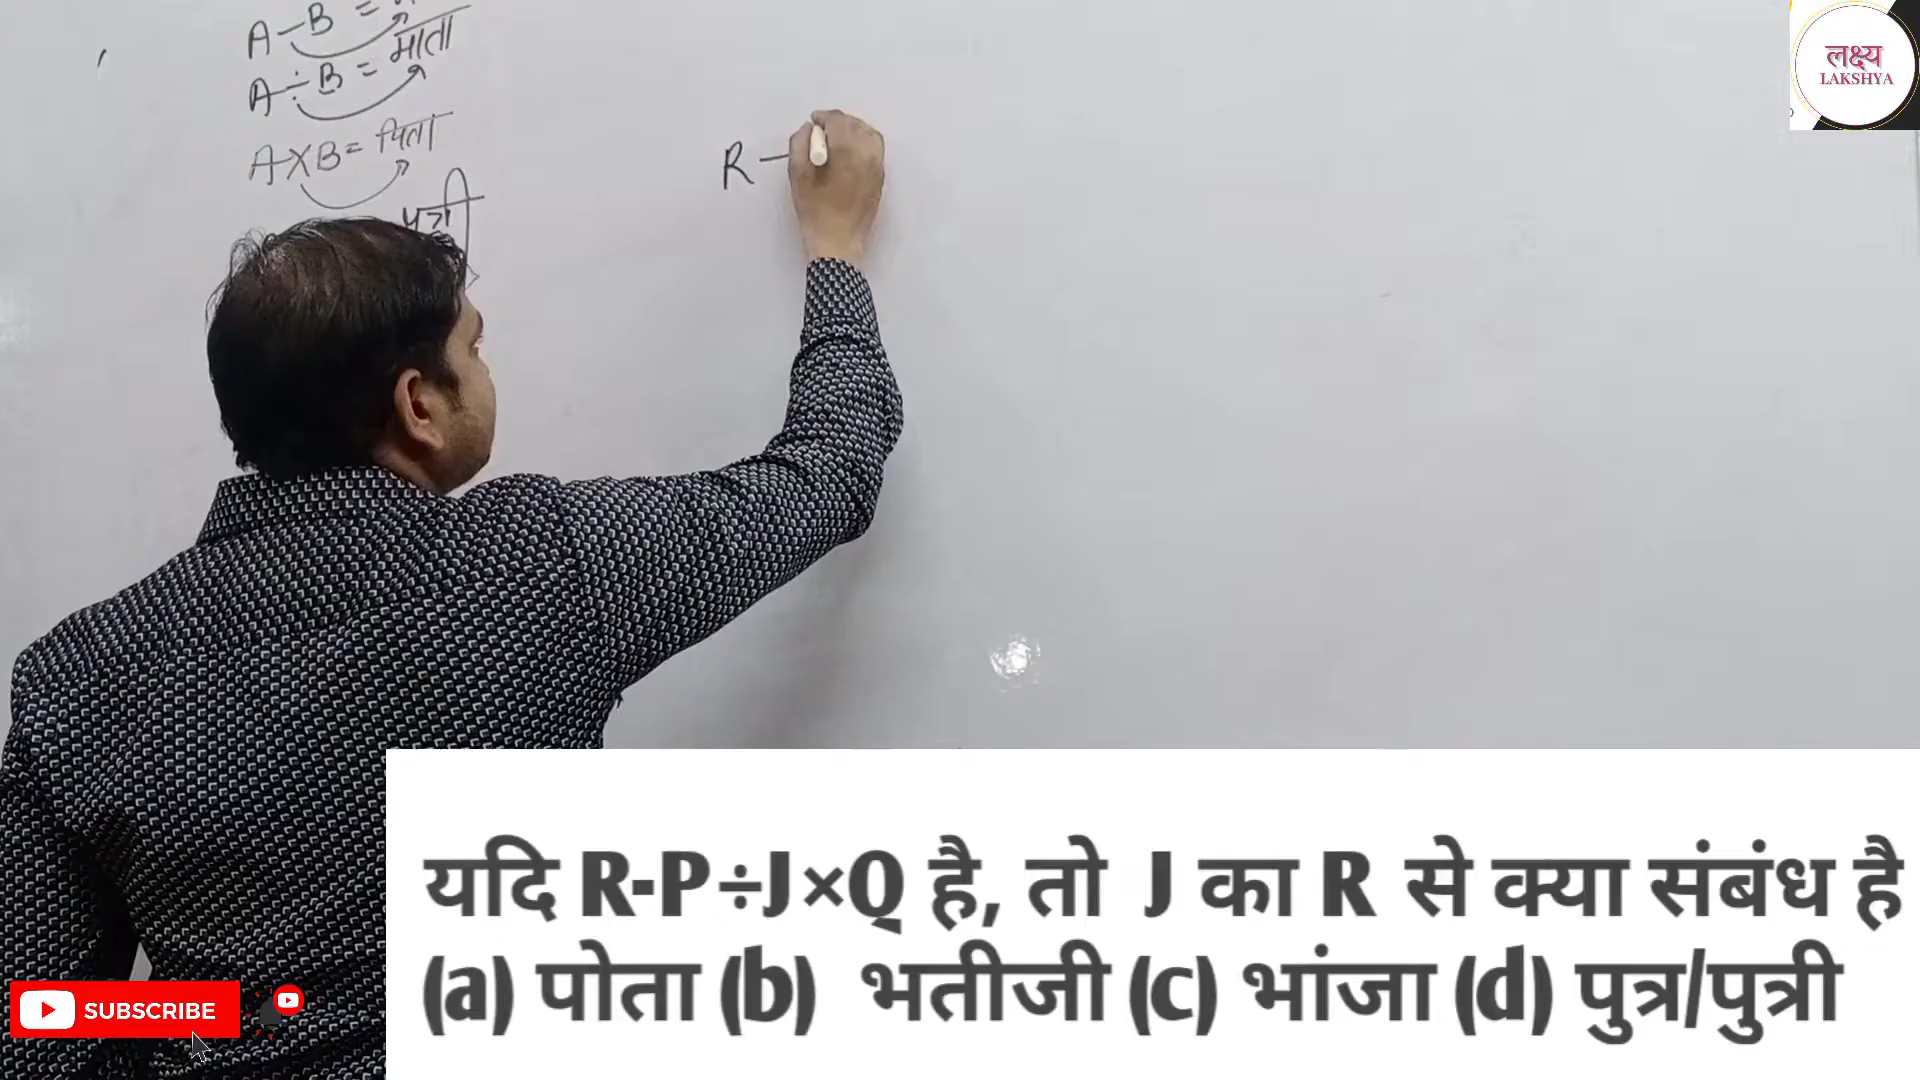 A - B =
A ÷ B = माता
A X B = पिता
पुत्री
R -
लक्ष्य
LAKSHYA
यदि R-P÷J×Q है, तो J का R से क्या संबंध है
(a) पोता (b) भतीजी (c) भांजा (d) पुत्र/पुत्री
SUBSCRIBE